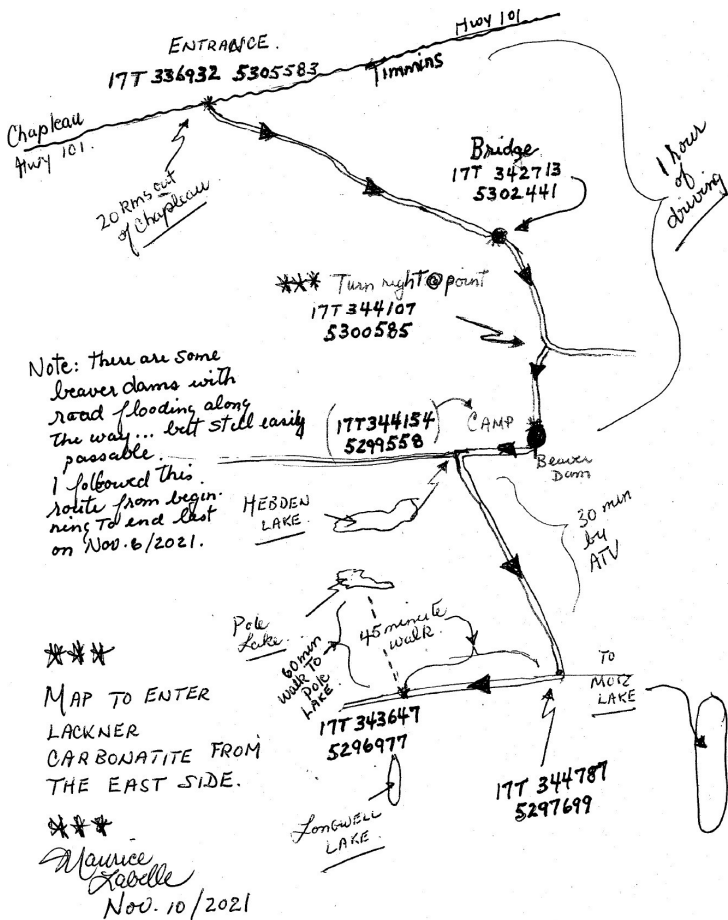 Hwy 101
ENTRANCE.
Timmins
17T 336932 5305583
Chapleau
Hwy 101.
20 Kms out
of Chapleau
Bridge
17T 342713
5302441
1 hour
of
driving
*** Turn right @ point
17T 344107
5300585
Note: there are some
beaver dams with
road flooding along
the way... but still easily
passable.
I followed this
route from begin-
ning to end last
on Nov. 6/2021.
(17T344154
5299558)
CAMP
Beaver
Dam
HEBDEN
LAKE
30 min
by
ATV
Pole
Lake
60 min
walk to
Pole
LAKE
45 minute
walk
TO
MOTZ
LAKE
17T 343647
5296977
17T 344787
5297699
LONGWELL
LAKE.
***
MAP TO ENTER
LACKNER
CARBONATITE FROM
THE EAST SIDE.
***
Maurice
Labelle
Nov. 10/2021